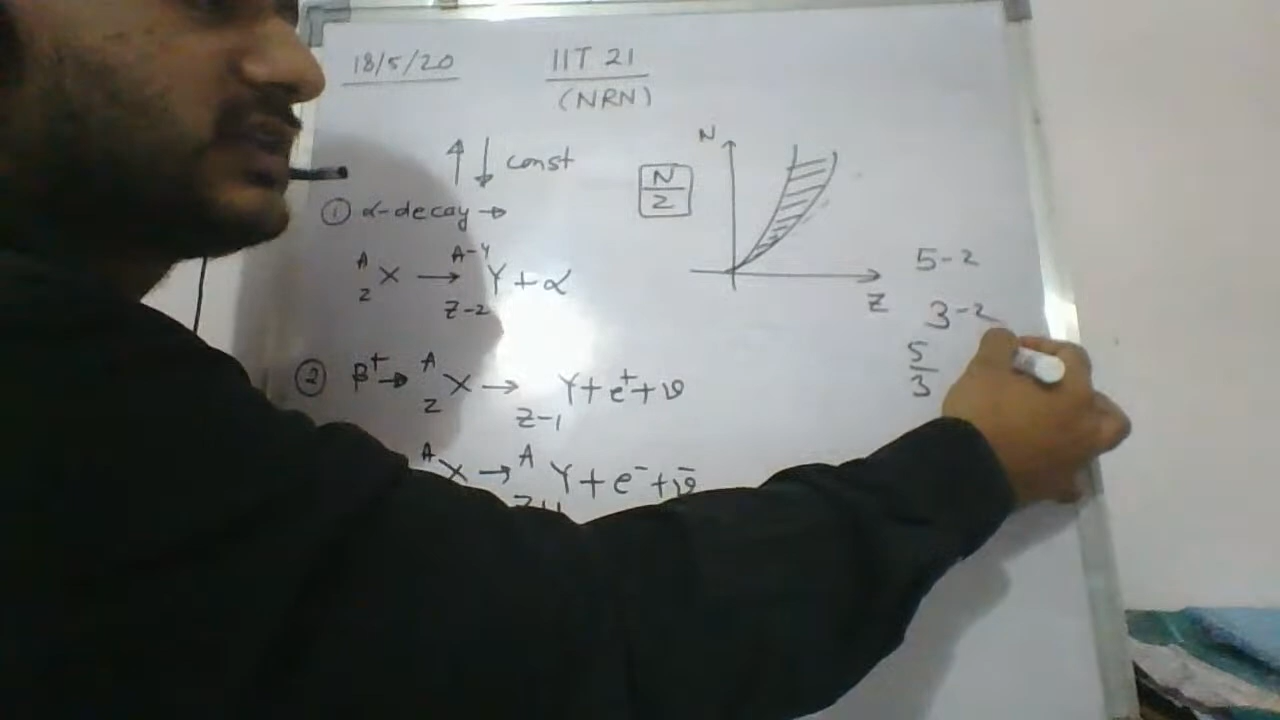 18/5/20
IIT 21
(NRN)
↑ ↓ const
① α-decay →
A
Z X → A-4
Z-2 Y + α
② β+ → A
Z X → Z-1 Y + e+ + ν
A X → A
Z+1 Y + e- + ν̄
N
N
Z
Z
5-2
3-2
5
3